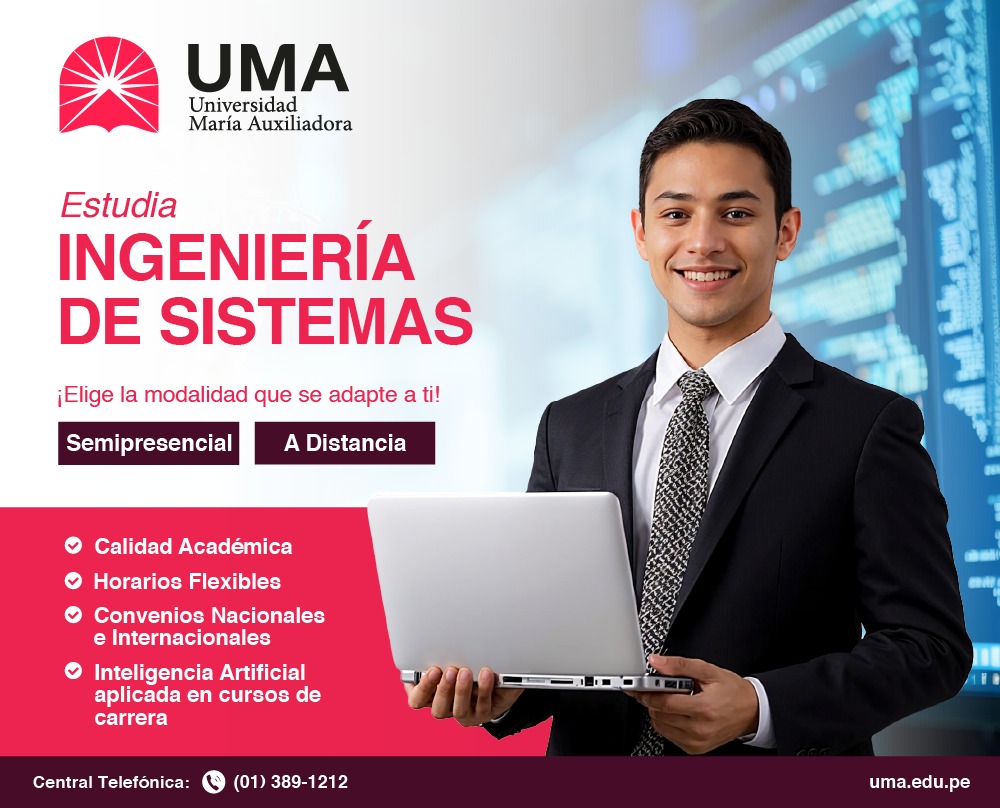 UMA
Universidad
María Auxiliadora
Estudia
INGENIERÍA
DE SISTEMAS
¡Elige la modalidad que se adapte a ti!
Semipresencial
A Distancia
Calidad Académica
Horarios Flexibles
Convenios Nacionales
e Internacionales
Inteligencia Artificial
aplicada en cursos de
carrera
Central Telefónica: (01) 389-1212
uma.edu.pe